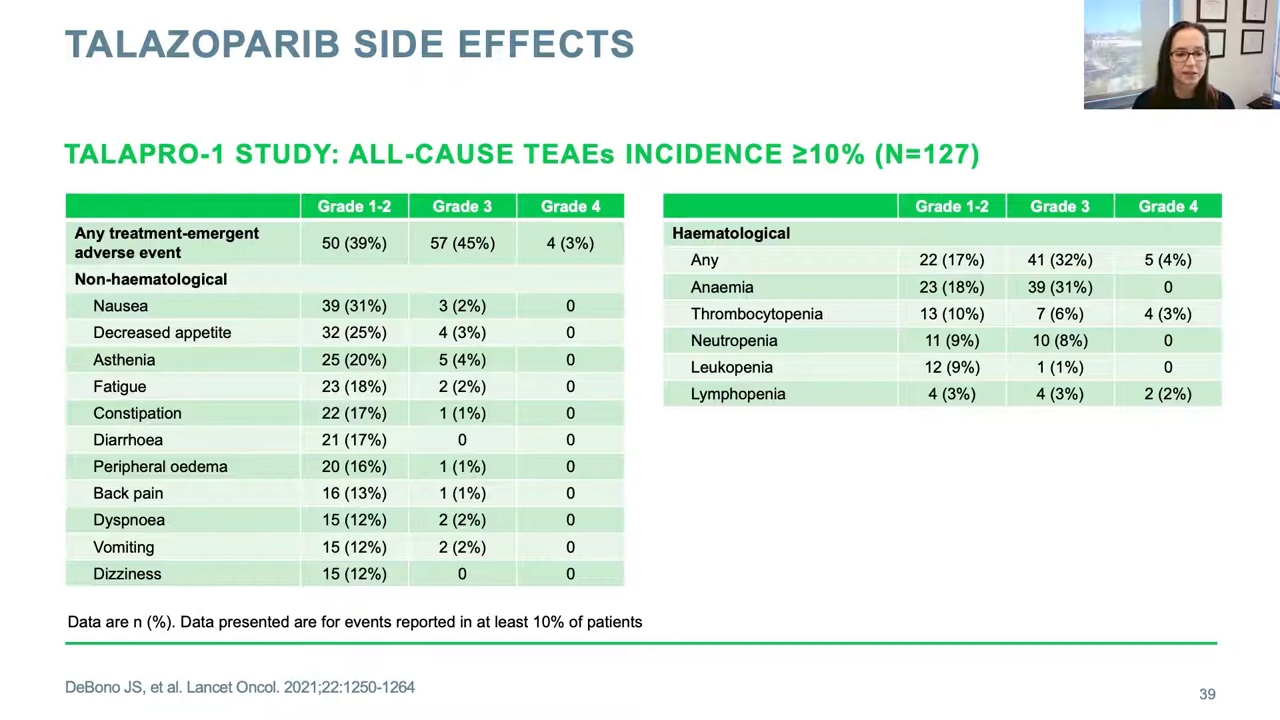 TALAZOPARIB SIDE EFFECTS
TALAPRO-1 STUDY: ALL-CAUSE TEAEs INCIDENCE ≥10% (N=127)
Grade 1-2 Grade 3 Grade 4
Any treatment-emergent
adverse event 50 (39%) 57 (45%) 4 (3%)
Non-haematological
Nausea 39 (31%) 3 (2%) 0
Decreased appetite 32 (25%) 4 (3%) 0
Asthenia 25 (20%) 5 (4%) 0
Fatigue 23 (18%) 2 (2%) 0
Constipation 22 (17%) 1 (1%) 0
Diarrhoea 21 (17%) 0 0
Peripheral oedema 20 (16%) 1 (1%) 0
Back pain 16 (13%) 1 (1%) 0
Dyspnoea 15 (12%) 2 (2%) 0
Vomiting 15 (12%) 2 (2%) 0
Dizziness 15 (12%) 0 0
Grade 1-2 Grade 3 Grade 4
Haematological
Any 22 (17%) 41 (32%) 5 (4%)
Anaemia 23 (18%) 39 (31%) 0
Thrombocytopenia 13 (10%) 7 (6%) 4 (3%)
Neutropenia 11 (9%) 10 (8%) 0
Leukopenia 12 (9%) 1 (1%) 0
Lymphopenia 4 (3%) 4 (3%) 2 (2%)
Data are n (%). Data presented are for events reported in at least 10% of patients
DeBono JS, et al. Lancet Oncol. 2021;22:1250-1264
39